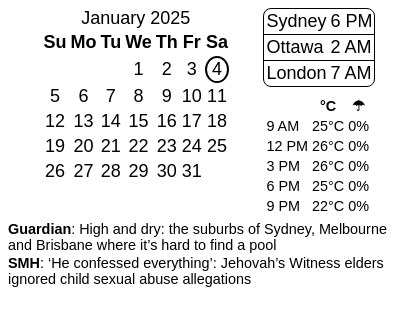 January 2025
Su Mo Tu We Th Fr Sa
1 2 3 4
5 6 7 8 9 10 11
12 13 14 15 16 17 18
19 20 21 22 23 24 25
26 27 28 29 30 31
Sydney 6 PM
Ottawa 2 AM
London 7 AM
°C ☂
9 AM 25°C 0%
12 PM 26°C 0%
3 PM 26°C 0%
6 PM 25°C 0%
9 PM 22°C 0%
Guardian: High and dry: the suburbs of Sydney, Melbourne
and Brisbane where it’s hard to find a pool
SMH: ‘He confessed everything’: Jehovah’s Witness elders
ignored child sexual abuse allegations